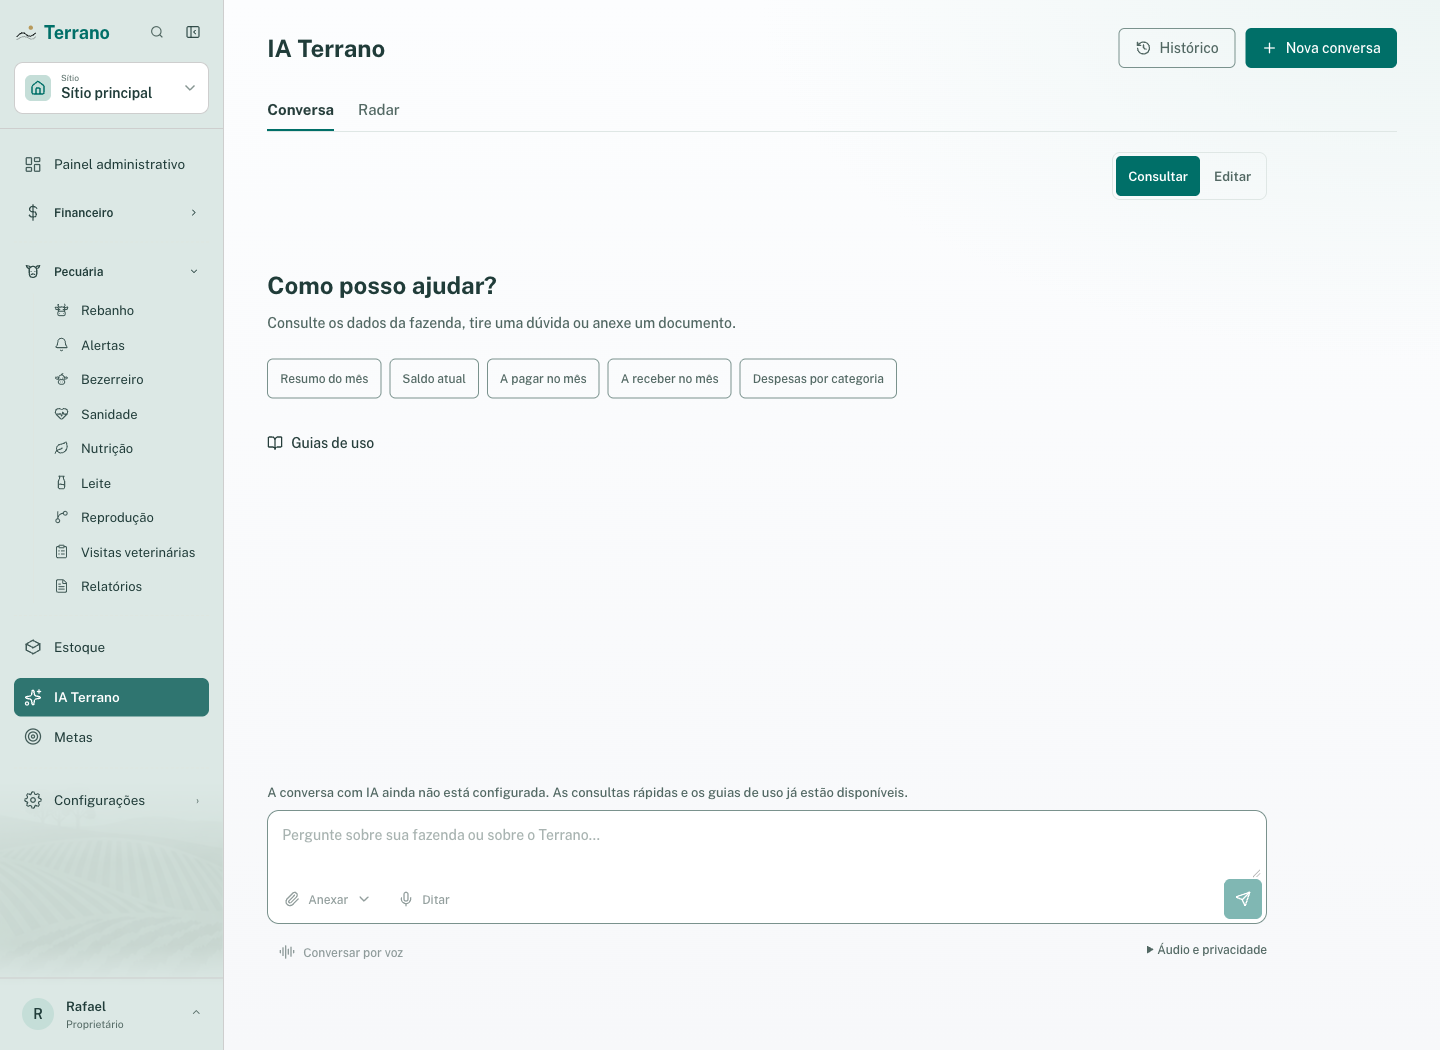 Terrano
Sítio
Sítio principal
Painel administrativo
Financeiro
Pecuária
Rebanho
Alertas
Bezerreiro
Sanidade
Nutrição
Leite
Reprodução
Visitas veterinárias
Relatórios
Estoque
IA Terrano
Metas
Configurações
R
Rafael
Proprietário
IA Terrano
Histórico
Nova conversa
Conversa
Radar
Consultar
Editar
Como posso ajudar?
Consulte os dados da fazenda, tire uma dúvida ou anexe um documento.
Resumo do mês
Saldo atual
A pagar no mês
A receber no mês
Despesas por categoria
Guias de uso
A conversa com IA ainda não está configurada. As consultas rápidas e os guias de uso já estão disponíveis.
Pergunte sobre sua fazenda ou sobre o Terrano...
Anexar
Ditar
Conversar por voz
Áudio e privacidade